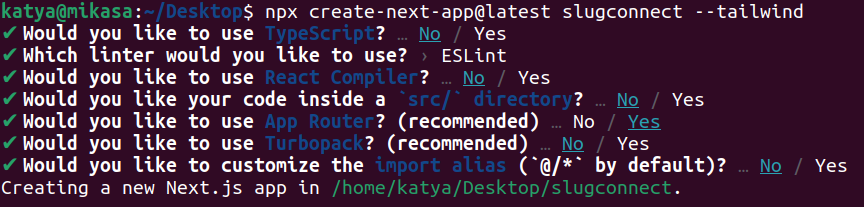 katya@mikasa:~/Desktop$ npx create-next-app@latest slugconnect --tailwind
✔ Would you like to use TypeScript? … No / Yes
✔ Which linter would you like to use? › ESLint
✔ Would you like to use React Compiler? … No / Yes
✔ Would you like your code inside a `src/` directory? … No / Yes
✔ Would you like to use App Router? (recommended) … No / Yes
✔ Would you like to use Turbopack? (recommended) … No / Yes
✔ Would you like to customize the import alias (`@/*` by default)? … No / Yes
Creating a new Next.js app in /home/katya/Desktop/slugconnect.